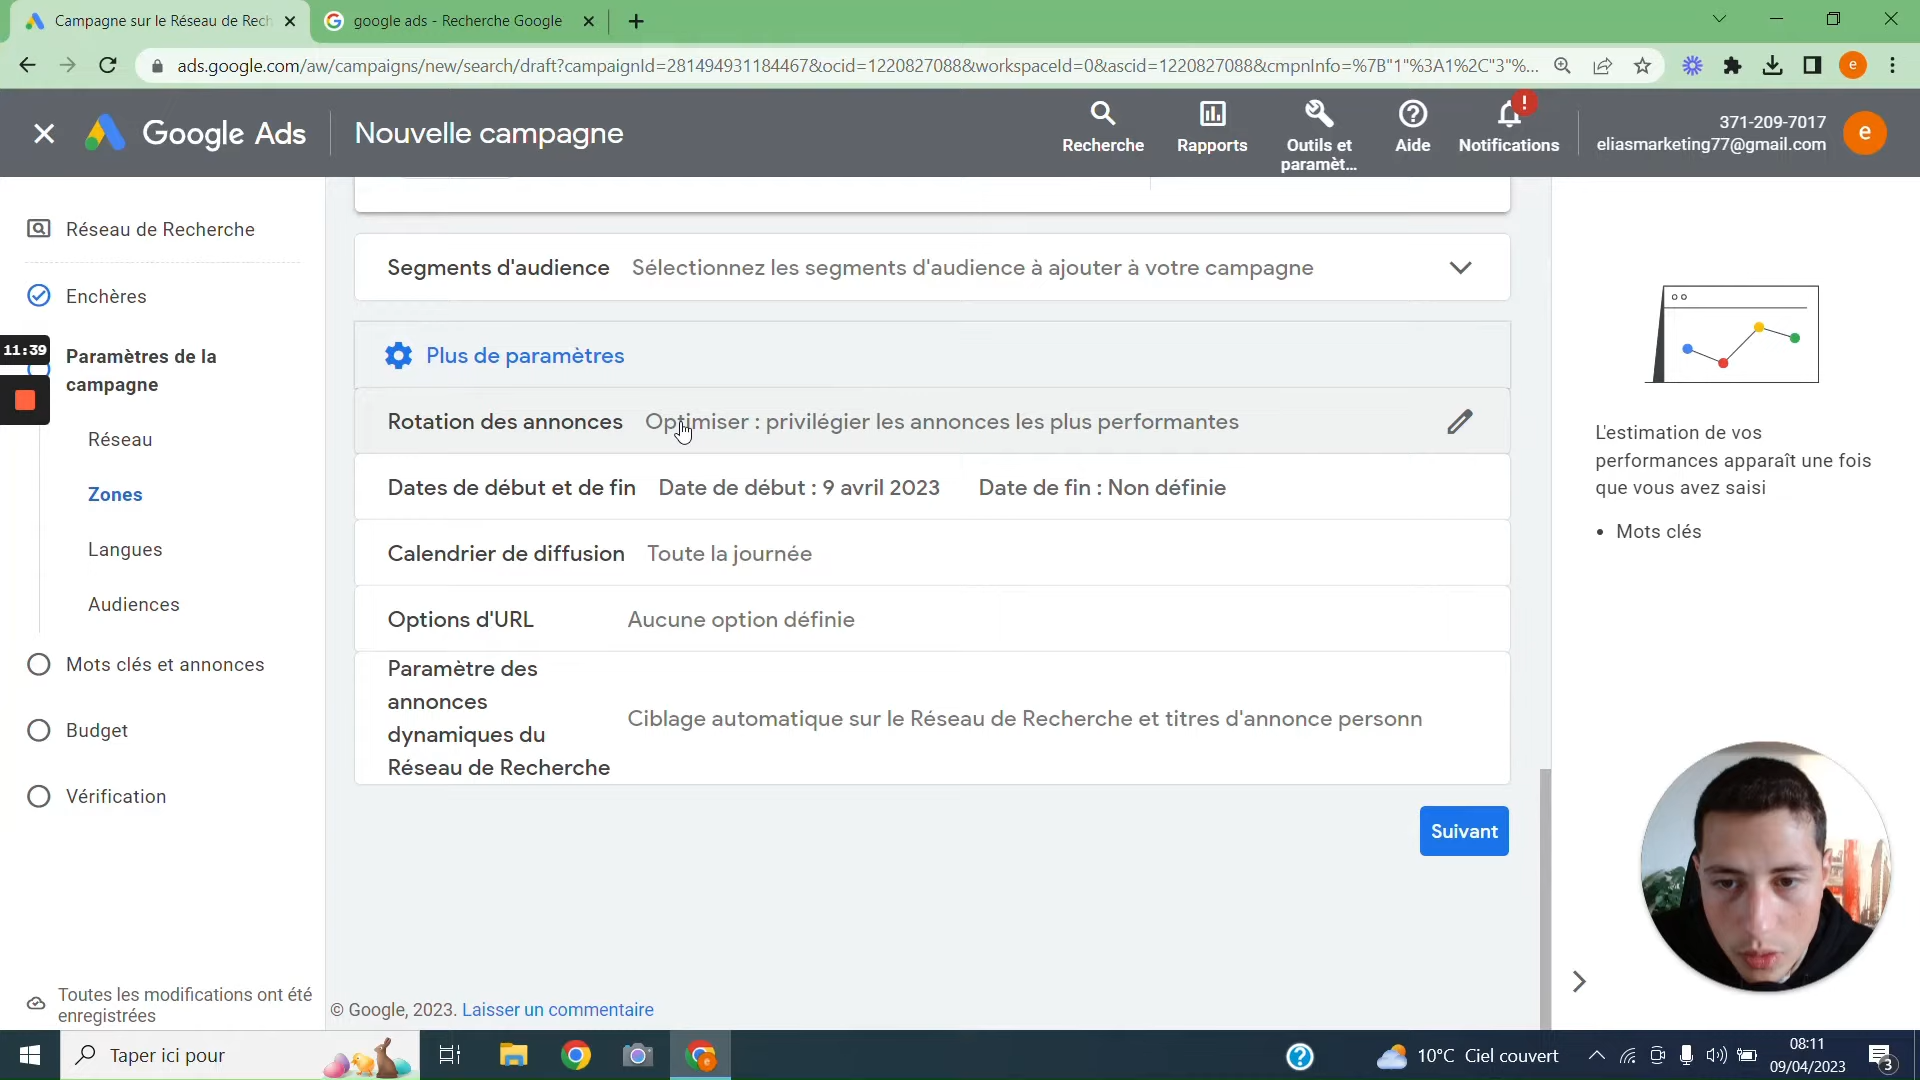 Campagne sur le Réseau de Rech
google ads - Recherche Google
ads.google.com/aw/campaigns/new/search/draft?campaignId=281494931184467&ocid=1220827088&workspaceId=0&ascid=1220827088&cmpnInfo=%7B"1"%3A1%2C"3"%...
e
Google Ads
Nouvelle campagne
Recherche
Rapports
Outils et
paramèt...
Aide
!
Notifications
371-209-7017
eliasmarketing77@gmail.com
e
Réseau de Recherche
Enchères
11:39
Paramètres de la
campagne
Réseau
Zones
Langues
Audiences
Mots clés et annonces
Budget
Vérification
Toutes les modifications ont été
enregistrées
Segments d'audience Sélectionnez les segments d'audience à ajouter à votre campagne
Plus de paramètres
Rotation des annonces Optimiser : privilégier les annonces les plus performantes
Dates de début et de fin Date de début : 9 avril 2023 Date de fin : Non définie
Calendrier de diffusion Toute la journée
Options d'URL Aucune option définie
Paramètre des
annonces
dynamiques du
Réseau de Recherche
Ciblage automatique sur le Réseau de Recherche et titres d'annonce personn
Suivant
© Google, 2023. Laisser un commentaire
L'estimation de vos
performances apparaît une fois
que vous avez saisi
• Mots clés
Taper ici pour
10°C Ciel couvert
08:11
09/04/2023
3